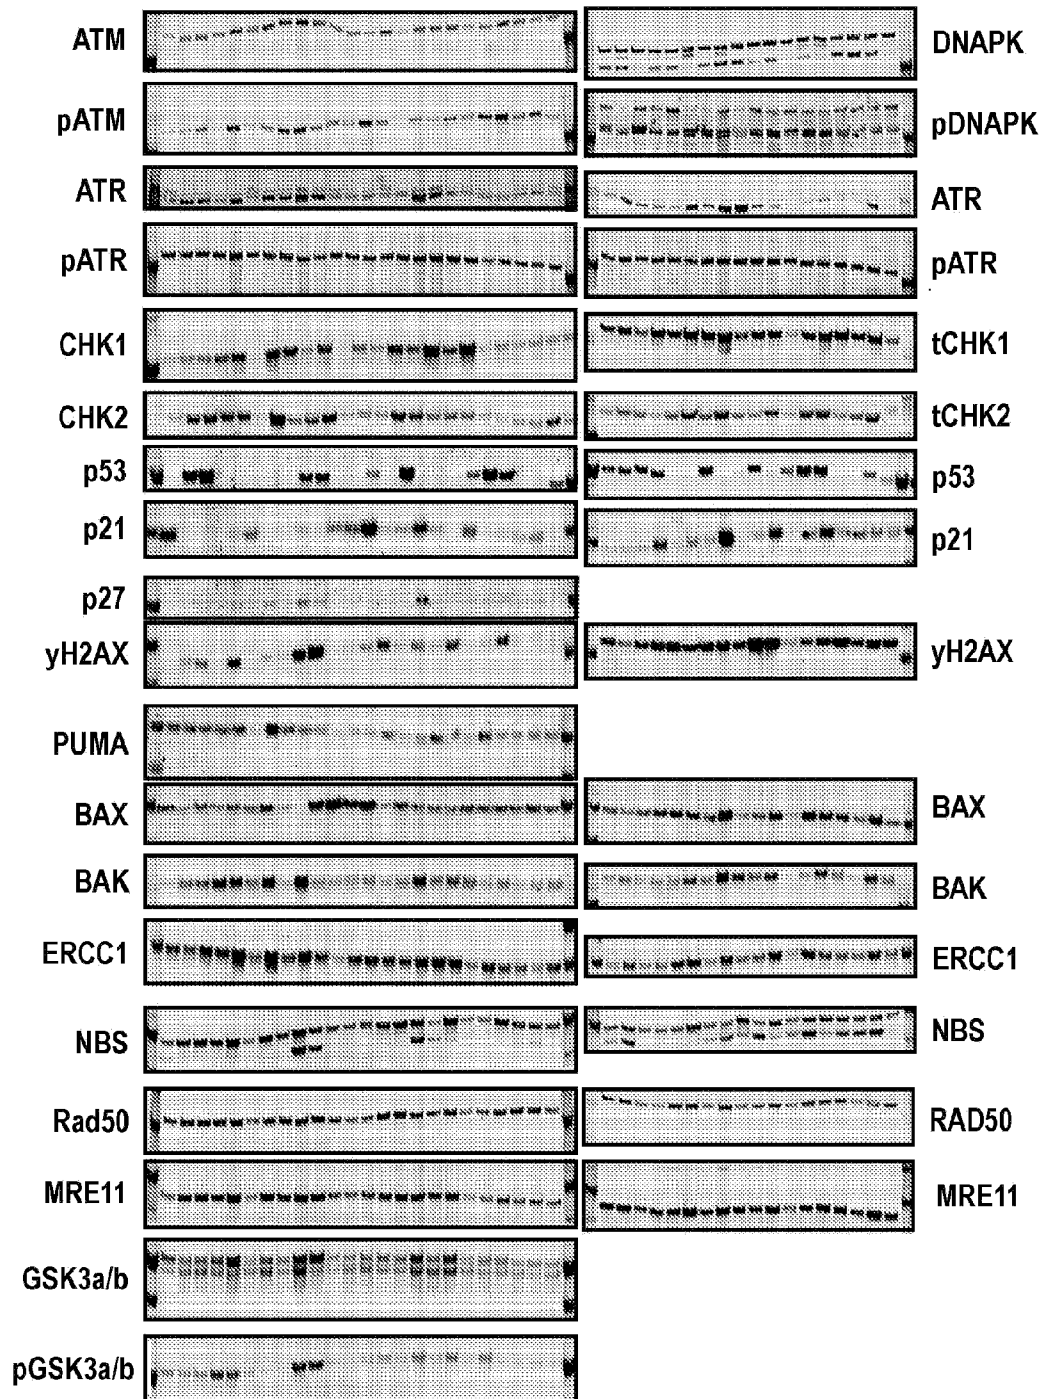 ATM DNAPK
pATM pDNAPK
ATR ATR
pATR pATR
CHK1 tCHK1
CHK2 tCHK2
p53 p53
p21 p21
p27
yH2AX yH2AX
PUMA
BAX BAX
BAK BAK
ERCC1 ERCC1
NBS NBS
Rad50 RAD50
MRE11 MRE11
GSK3a/b
pGSK3a/b